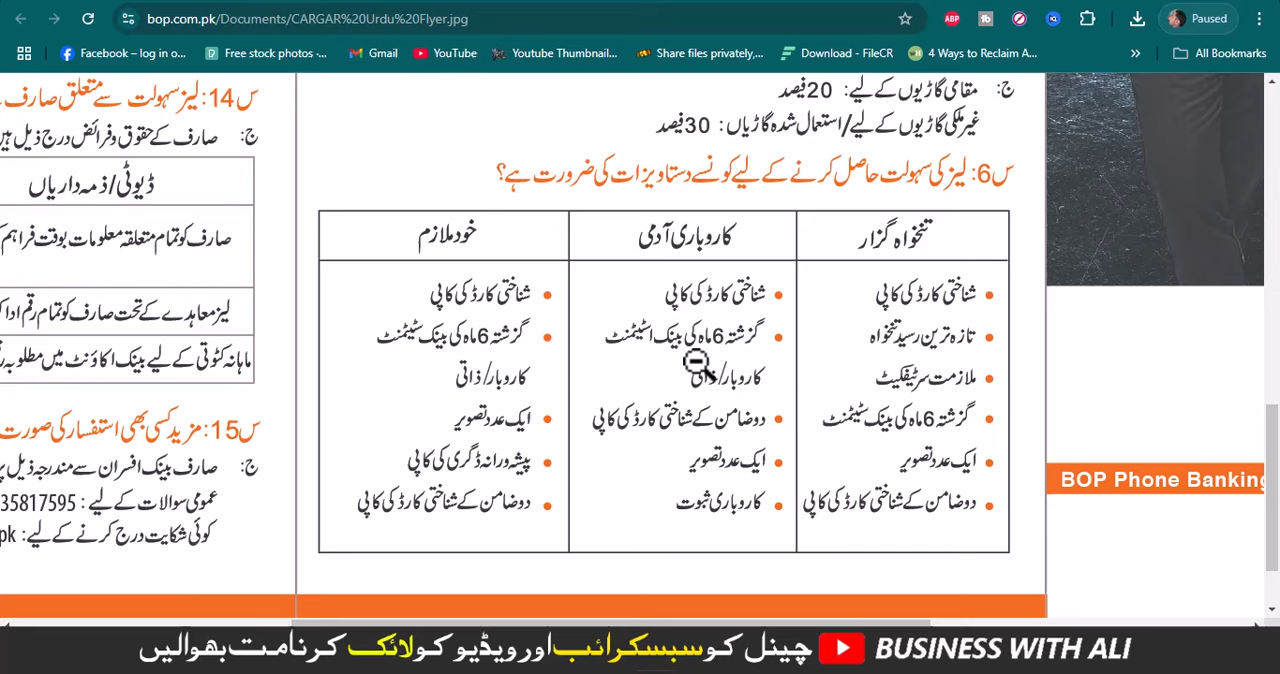 bop.com.pk/Documents/CARGAR%20Urdu%20Flyer.jpg
ABP
Paused
Facebook – log in o...
Free stock photos -...
Gmail
YouTube
Youtube Thumbnail...
Share files privately,...
Download - FileCR
4 Ways to Reclaim A...
»
All Bookmarks
ج: مقامی گاڑیوں کے لیے: 20 فیصد
غیر ملکی گاڑیوں کے لیے/استعمال شدہ گاڑیاں: 30 فیصد
س6: لیز کی سہولت حاصل کرنے کے لیے کونسے دستاویزات کی ضرورت ہے؟
تنخواہ گزار
• شناختی کارڈ کی کاپی
• تازہ ترین رسید تنخواہ
• ملازمت سرٹیفکیٹ
• گزشتہ 6 ماہ کی بینک سٹیٹمنٹ
• ایک عدد تصویر
• دو ضامن کے شناختی کارڈ کی کاپی
کاروباری آدمی
• شناختی کارڈ کی کاپی
• گزشتہ 6 ماہ کی بینک اسٹیٹمنٹ
کاروبار/ذاتی
• دو ضامن کے شناختی کارڈ کی کاپی
• ایک عدد تصویر
• کاروباری ثبوت
خود ملازم
• شناختی کارڈ کی کاپی
• گزشتہ 6 ماہ کی بینک سٹیٹمنٹ
کاروبار/ذاتی
• ایک عدد تصویر
• پیشہ ورانہ ڈگری کی کاپی
• دو ضامن کے شناختی کارڈ کی کاپی
س14: لیز سہولت سے متعلق صارف کے
ج: صارف کے حقوق و فرائض درج ذیل ہیں
ڈیوٹی/ذمہ داریاں
صارف کو تمام متعلقہ معلومات بوقت فراہم
لیز معاہدے کے تحت صارف کو تمام رقم ادا
ماہانہ کٹوتی کے لیے بینک اکاؤنٹ میں مطلوبہ
س15: مزید کسی بھی استفسار کی صورت
ج: صارف بینک افسران سے مندرجہ ذیل پر
عمومی سوالات کے لیے: 35817595
کوئی شکایت درج کرنے کے لیے: pk
BOP Phone Banking
چینل کو سبسکرائب اور ویڈیو کو لائک کرنا مت بھوالیں
BUSINESS WITH ALI